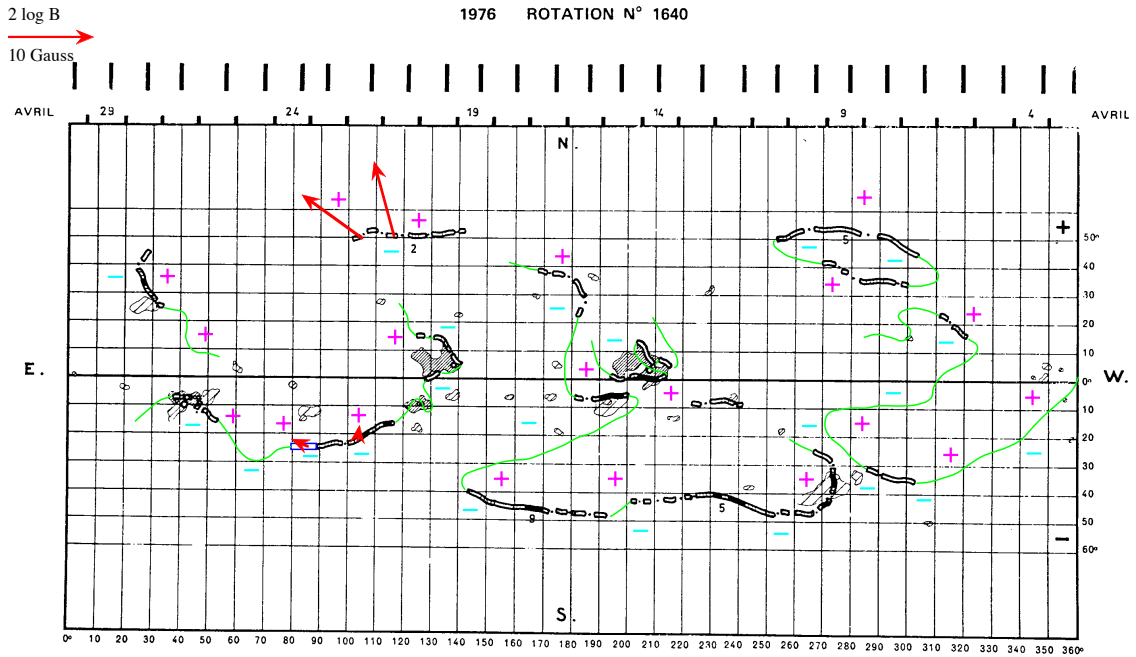 1976 ROTATION N° 1640
2 log B
10 Gauss
AVRIL 29 24 19 14 9 4 AVRIL
N.
+ + + + +
2 5 50°
+ + + 40
30
+ + + 20
10
E. + 0° W.
+ + + + + + 10
+ 20
+ + + 30
40
9 5 50
60°
S.
0° 10 20 30 40 50 60 70 80 90 100 110 120 130 140 150 160 170 180 190 200 210 220 230 240 250 260 270 280 290 300 310 320 330 340 350 360°